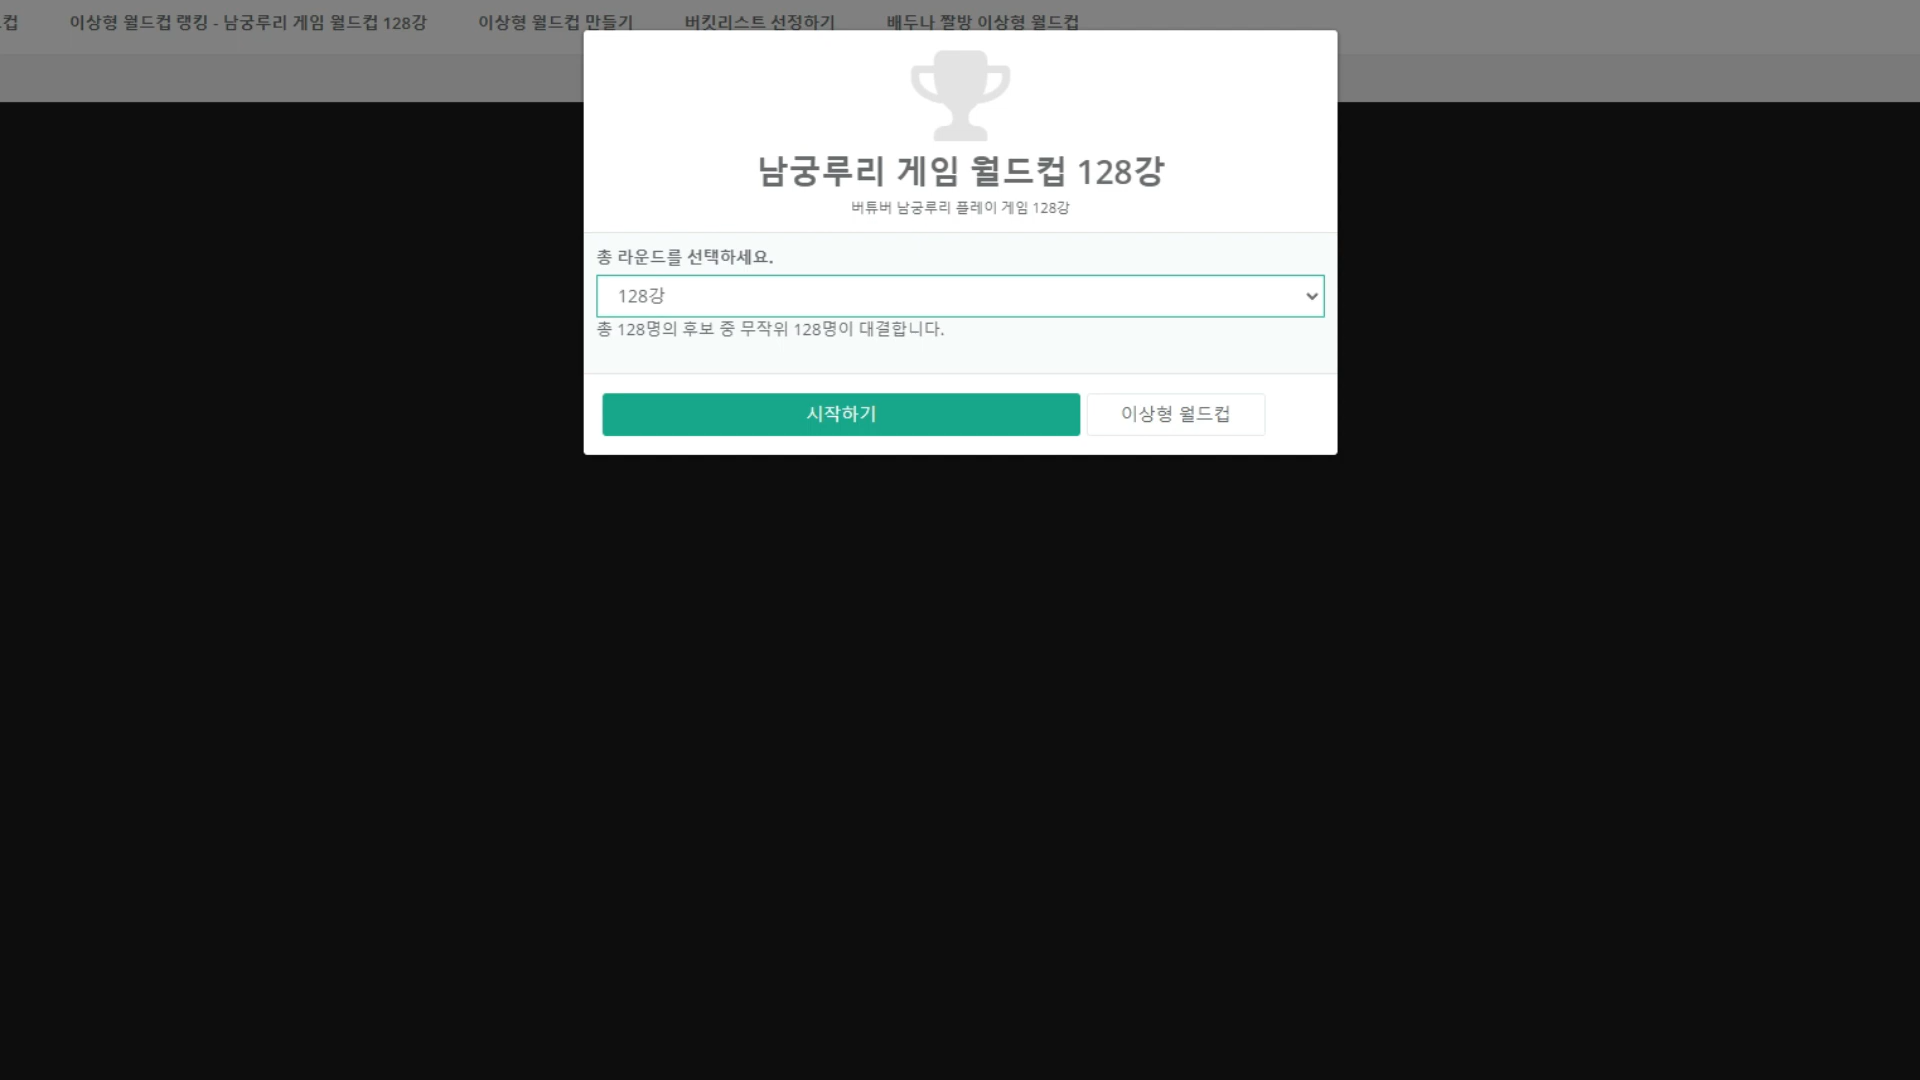 컵 이상형 월드컵 랭킹 - 남궁루리 게임 월드컵 128강 이상형 월드컵 만들기 버킷리스트 선정하기 배두나 짤방 이상형 월드컵
남궁루리 게임 월드컵 128강
버튜버 남궁루리 플레이 게임 128강
총 라운드를 선택하세요.
128강
총 128명의 후보 중 무작위 128명이 대결합니다.
시작하기 이상형 월드컵